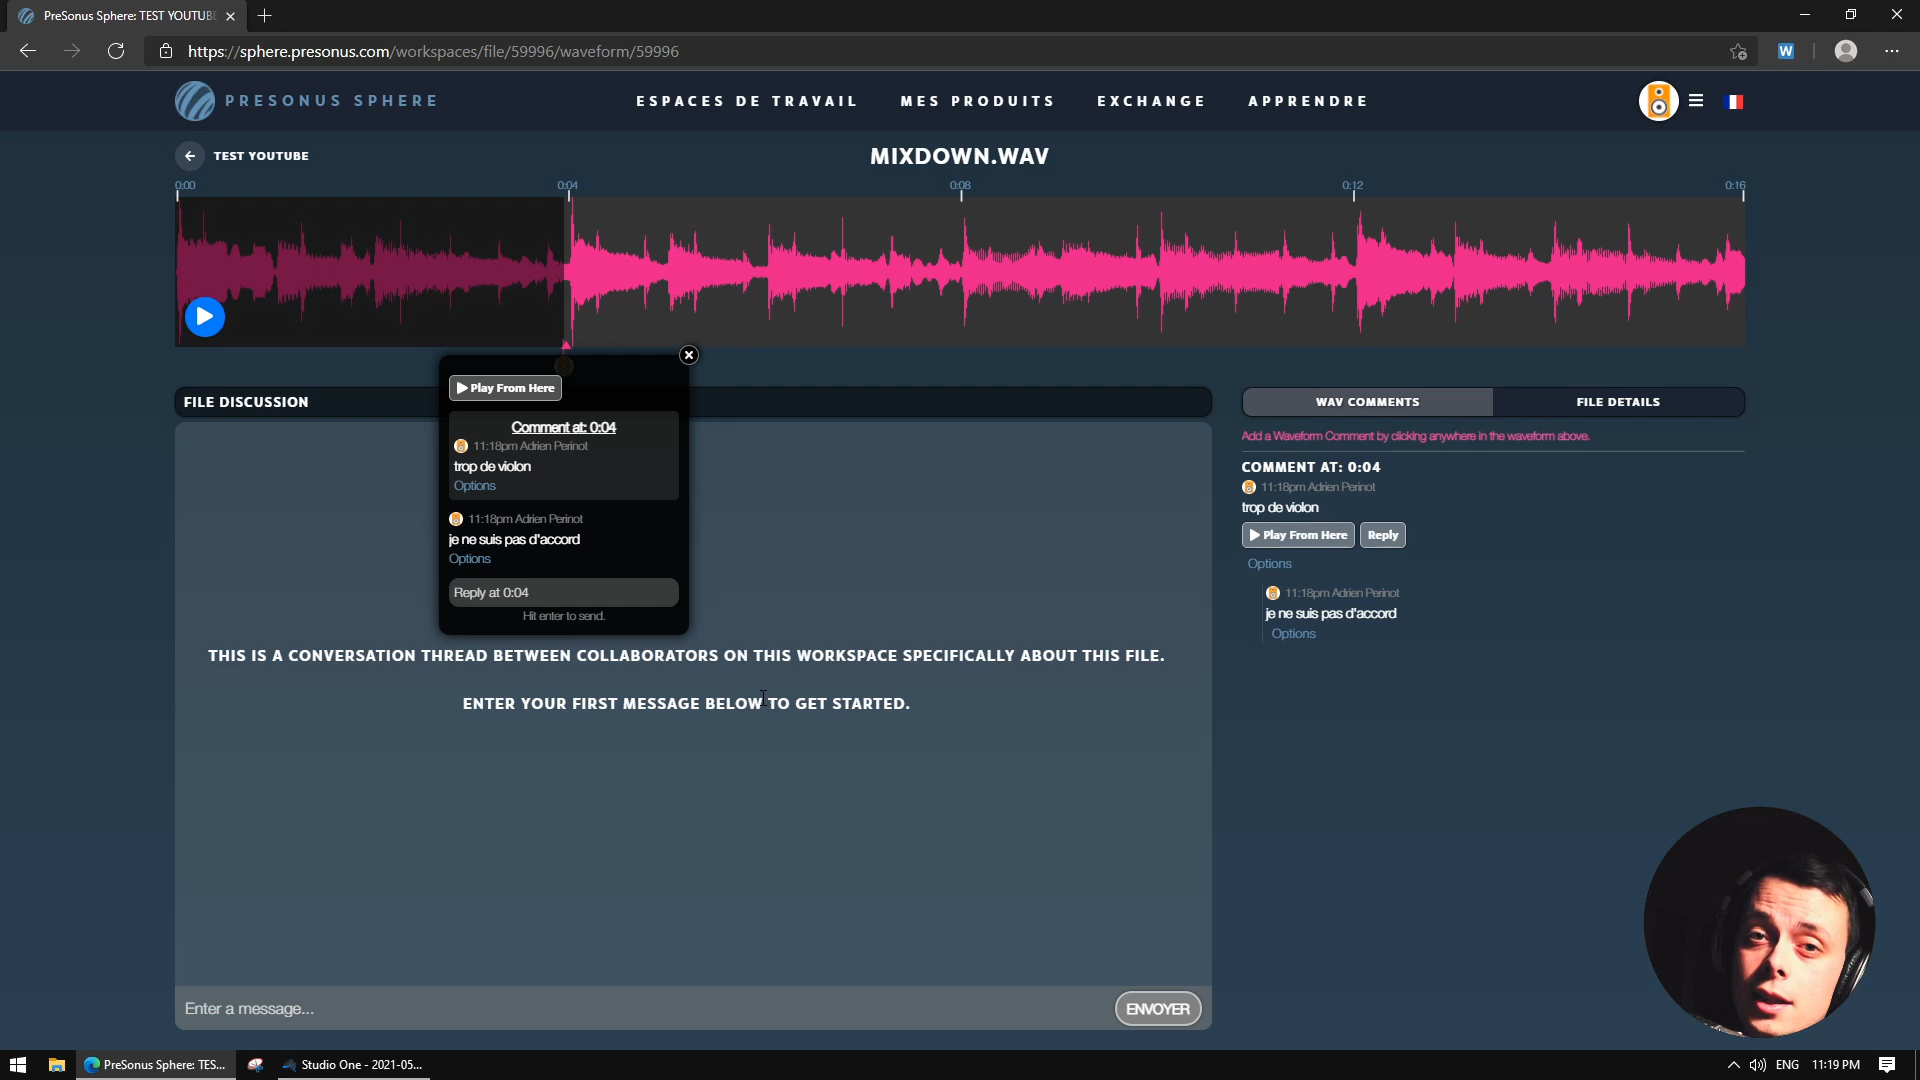 PreSonus Sphere: TEST YOUTUBE
https://sphere.presonus.com/workspaces/file/59996/waveform/59996
W
PRESONUS SPHERE
ESPACES DE TRAVAIL
MES PRODUITS
EXCHANGE
APPRENDRE
TEST YOUTUBE
MIXDOWN.WAV
0:00
0:04
0:08
0:12
0:16
Play From Here
FILE DISCUSSION
Comment at: 0:04
11:18pm Adrien Perinot
trop de violon
Options
11:18pm Adrien Perinot
je ne suis pas d'accord
Options
Reply at 0:04
Hit enter to send.
THIS IS A CONVERSATION THREAD BETWEEN COLLABORATORS ON THIS WORKSPACE SPECIFICALLY ABOUT THIS FILE.
ENTER YOUR FIRST MESSAGE BELOW TO GET STARTED.
Enter a message...
ENVOYER
WAV COMMENTS
FILE DETAILS
Add a Waveform Comment by clicking anywhere in the waveform above.
COMMENT AT: 0:04
11:18pm Adrien Perinot
trop de violon
Play From Here
Reply
Options
11:18pm Adrien Perinot
je ne suis pas d'accord
Options
PreSonus Sphere: TES...
Studio One - 2021-05...
ENG
11:19 PM